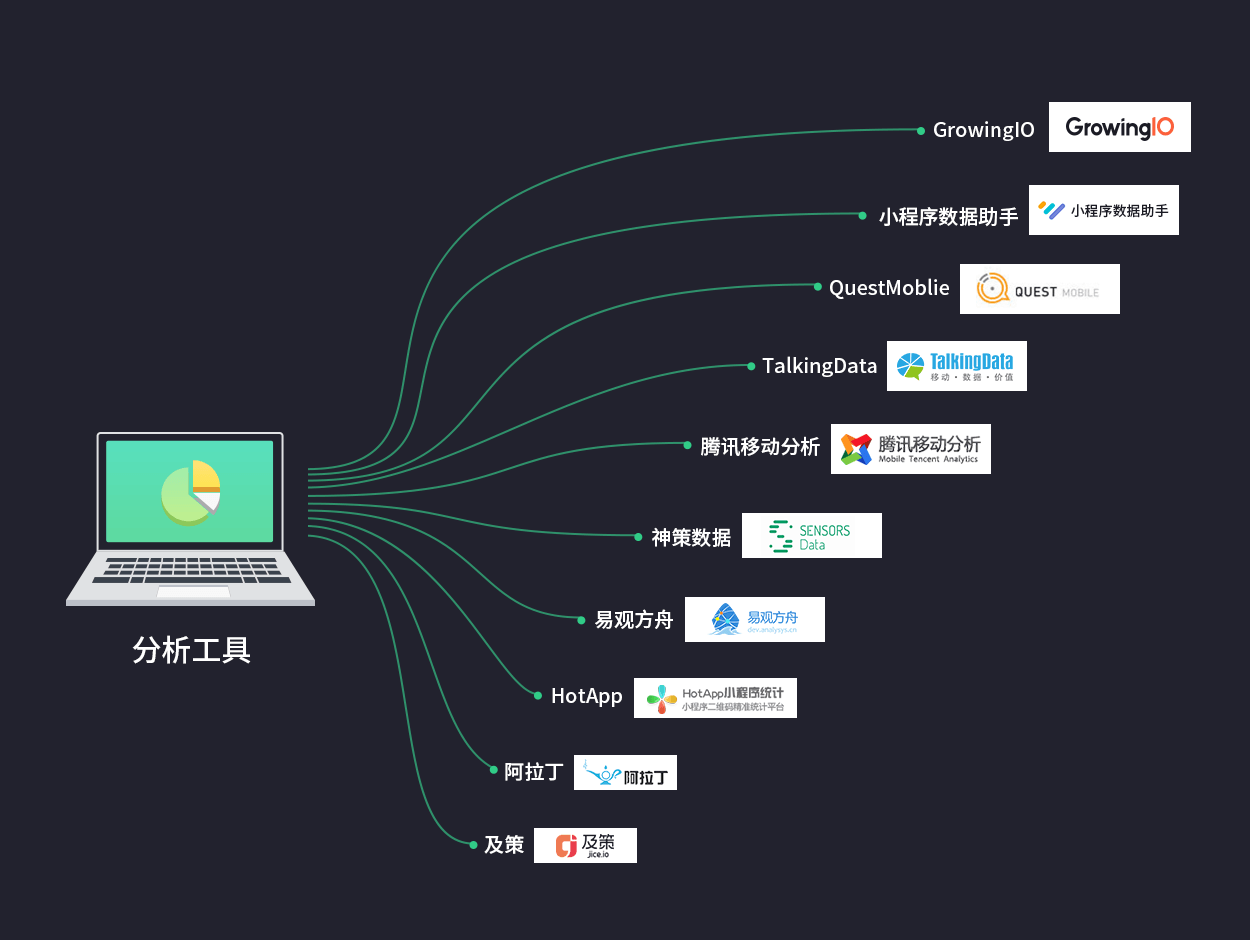 GrowingIO
GrowingIO
小程序数据助手
小程序数据助手
QuestMoblie
QUEST MOBILE
TalkingData
TalkingData
移动·数据·价值
腾讯移动分析
腾讯移动分析
Mobile Tencent Analytics
神策数据
SENSORS
Data
易观方舟
易观方舟
dev.analysys.cn
分析工具
HotApp
HotApp小程序统计
小程序二维码精准统计平台
阿拉丁
阿拉丁
及策
及策
jice.io